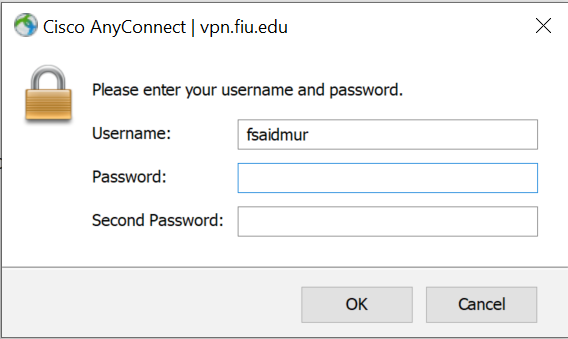 Cisco AnyConnect | vpn.fiu.edu
Please enter your username and password.
Username: fsaidmur
Password:
Second Password:
OK Cancel